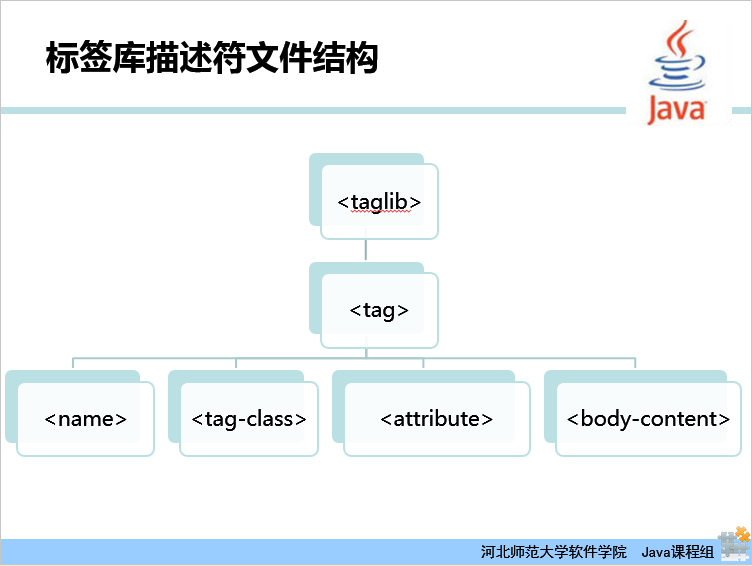 标签库描述符文件结构
Java
<taglib>
<tag>
<name> <tag-class> <attribute> <body-content>
河北师范大学软件学院 Java课程组